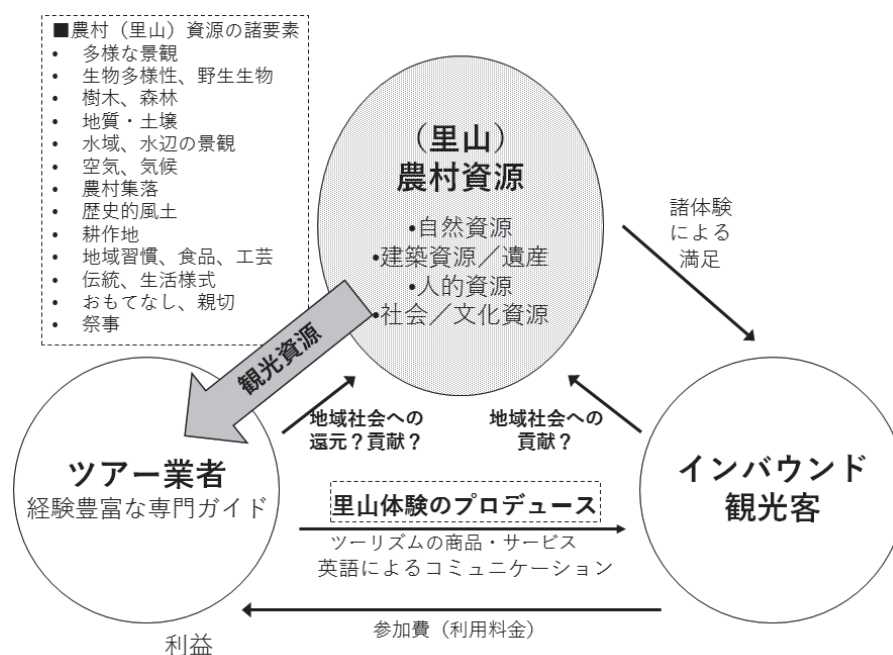 ■農村（里山）資源の諸要素
• 多様な景観
• 生物多様性、野生生物
• 樹木、森林
• 地質・土壌
• 水域、水辺の景観
• 空気、気候
• 農村集落
• 歴史的風土
• 耕作地
• 地域習慣、食品、工芸
• 伝統、生活様式
• おもてなし、親切
• 祭事
（里山）
農村資源
•自然資源
•建築資源／遺産
•人的資源
•社会／文化資源
諸体験
による
満足
観光資源
地域社会への
還元？貢献？
地域社会への
貢献？
ツアー業者
経験豊富な専門ガイド
里山体験のプロデュース
ツーリズムの商品・サービス
英語によるコミュニケーション
インバウンド
観光客
参加費（利用料金）
利益